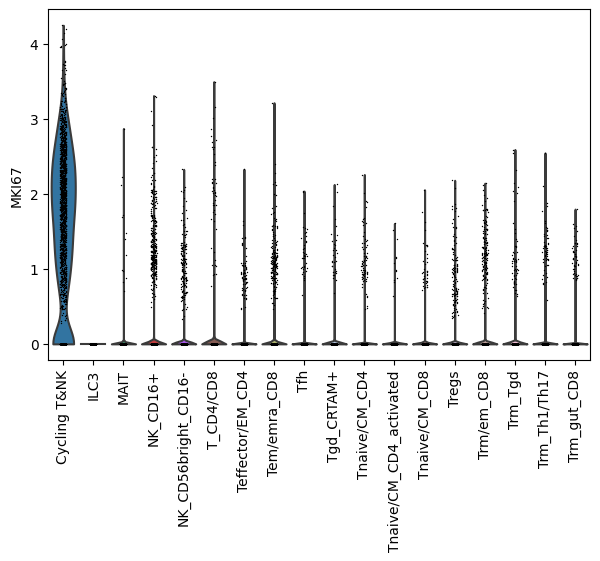 4
3
2
1
0
MKI67
Cycling T&NK
ILC3
MAIT
NK_CD16+
NK_CD56bright_CD16-
T_CD4/CD8
Teffector/EM_CD4
Tem/emra_CD8
Tfh
Tgd_CRTAM+
Tnaive/CM_CD4
Tnaive/CM_CD4_activated
Tnaive/CM_CD8
Tregs
Trm/em_CD8
Trm_Tgd
Trm_Th1/Th17
Trm_gut_CD8